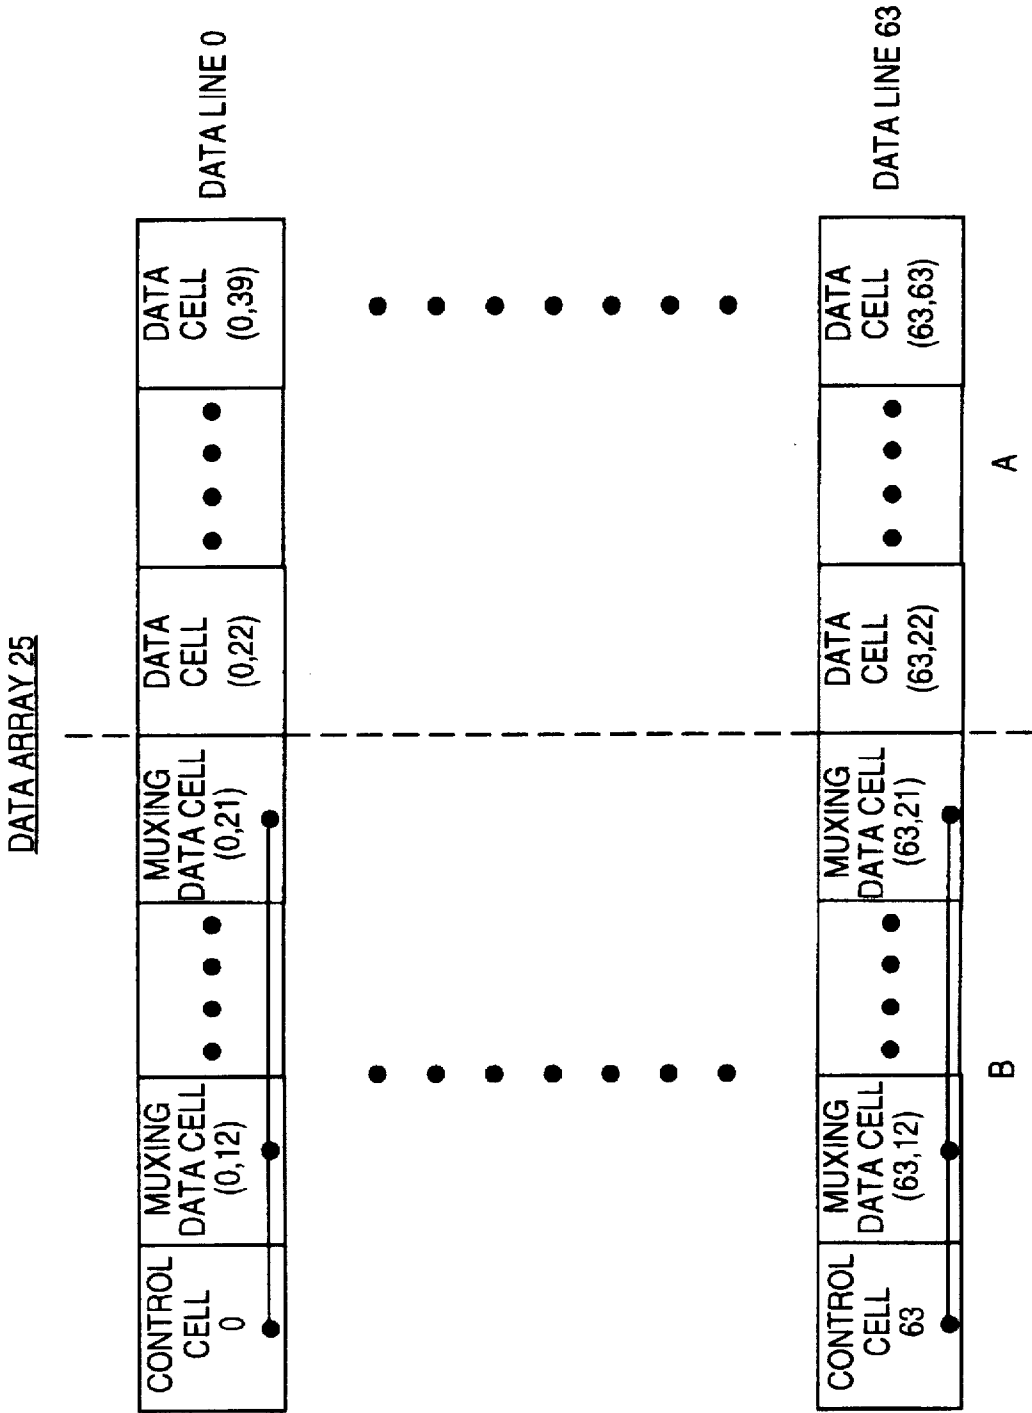 DATA ARRAY 25
CONTROL
CELL
0
MUXING
DATA CELL
(0,12)
MUXING
DATA CELL
(0,21)
DATA
CELL
(0,22)
DATA
CELL
(0,39)
DATA LINE 0
CONTROL
CELL
63
MUXING
DATA CELL
(63,12)
MUXING
DATA CELL
(63,21)
DATA
CELL
(63,22)
DATA
CELL
(63,63)
DATA LINE 63
B
A